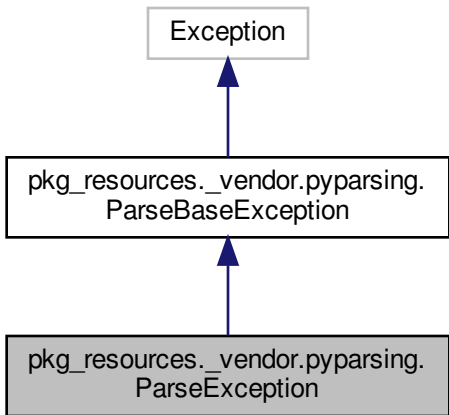 Exception
pkg_resources._vendor.pyparsing.
ParseBaseException
pkg_resources._vendor.pyparsing.
ParseException